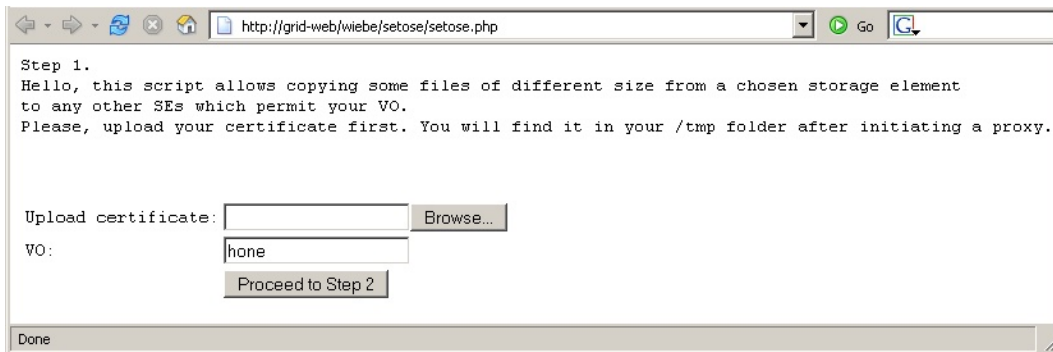 http://grid-web/wiebe/setose/setose.php Go G
Step 1.
Hello, this script allows copying some files of different size from a chosen storage element
to any other SEs which permit your VO.
Please, upload your certificate first. You will find it in your /tmp folder after initiating a proxy.
Upload certificate: Browse...
VO: hone
Proceed to Step 2
Done